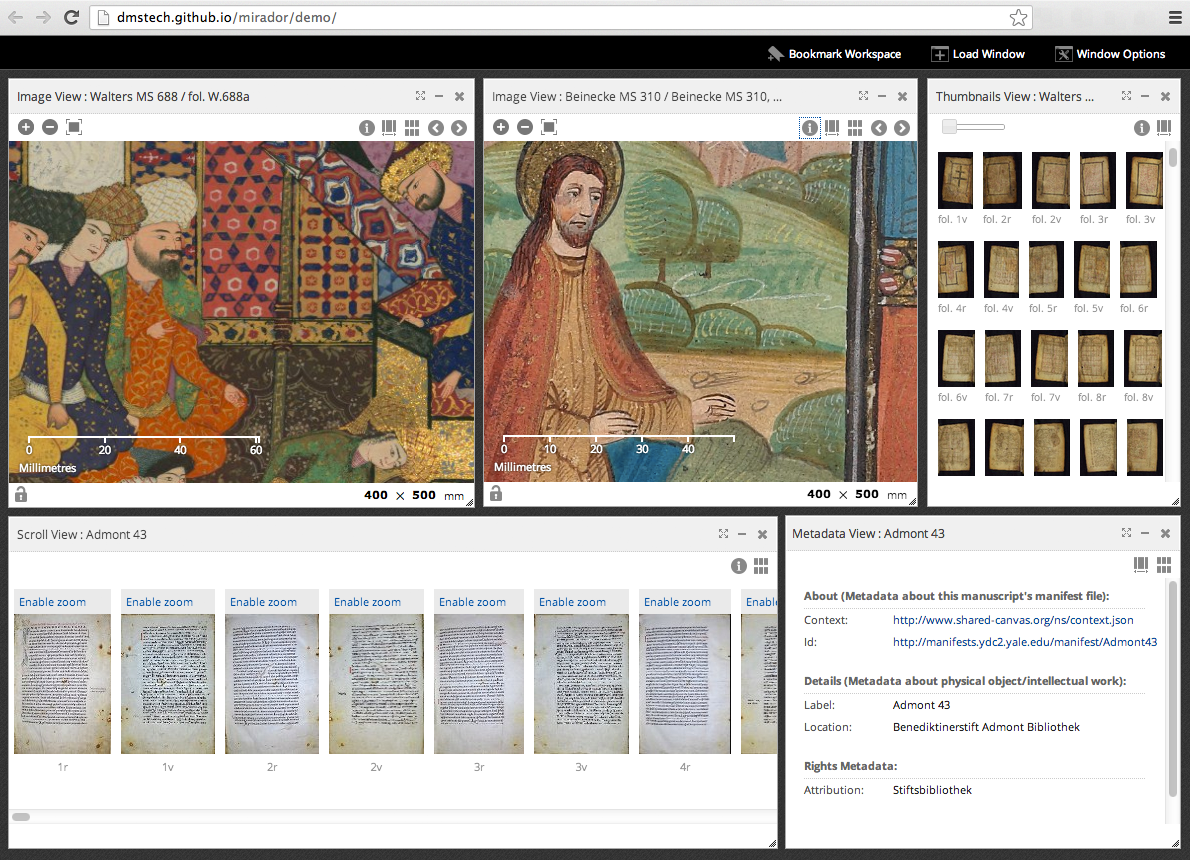 dmstech.github.io/mirador/demo/
Bookmark Workspace Load Window Window Options
Image View : Walters MS 688 / fol. W.688a
0 20 40 60
Millimetres
400 × 500 mm
Image View : Beinecke MS 310 / Beinecke MS 310, ...
0 10 20 30 40
Millimetres
400 × 500 mm
Thumbnails View : Walters ...
fol. 1v fol. 2r fol. 2v fol. 3r fol. 3v
fol. 4r fol. 4v fol. 5r fol. 5v fol. 6r
fol. 6v fol. 7r fol. 7v fol. 8r fol. 8v
Scroll View : Admont 43
Enable zoom Enable zoom Enable zoom Enable zoom Enable zoom Enable zoom Enable zoom Enabl
1r 1v 2r 2v 3r 3v 4r
Metadata View : Admont 43
About (Metadata about this manuscript's manifest file):
Context: http://www.shared-canvas.org/ns/context.json
Id: http://manifests.ydc2.yale.edu/manifest/Admont43
Details (Metadata about physical object/intellectual work):
Label: Admont 43
Location: Benediktinerstift Admont Bibliothek
Rights Metadata:
Attribution: Stiftsbibliothek